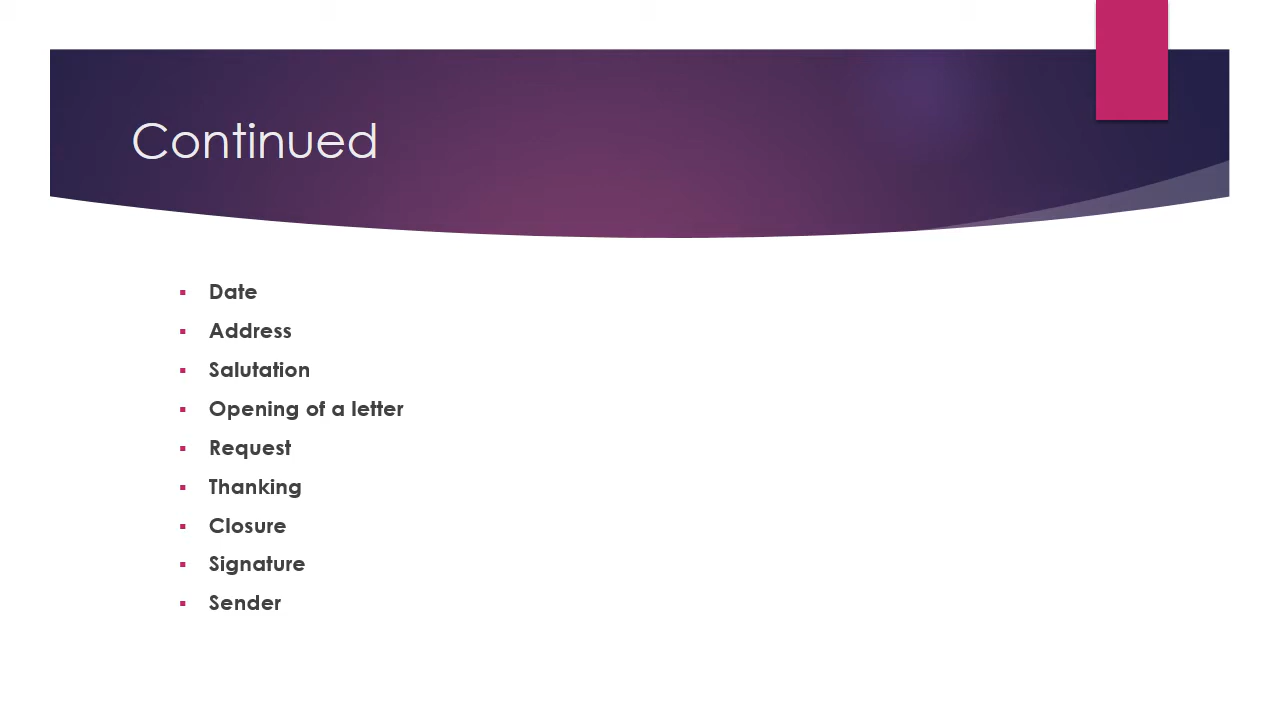 Continued
Date
Address
Salutation
Opening of a letter
Request
Thanking
Closure
Signature
Sender